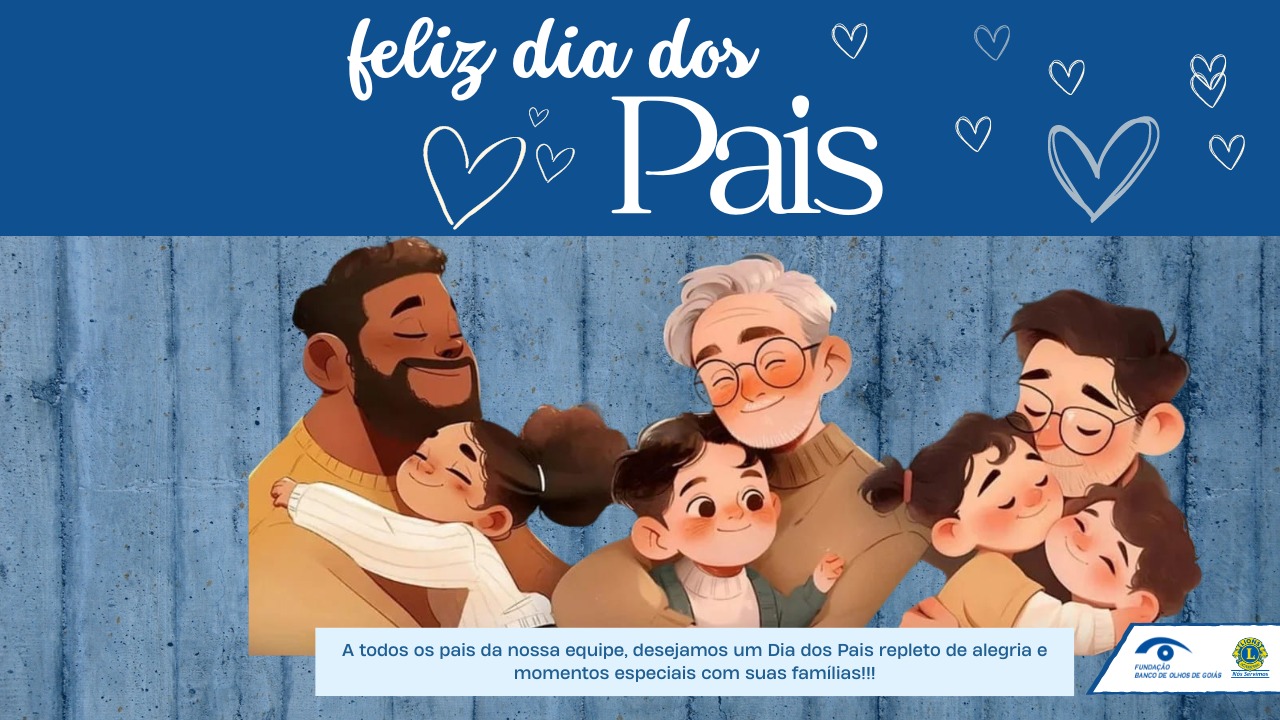 feliz dia dos
Pais
A todos os pais da nossa equipe, desejamos um Dia dos Pais repleto de alegria e
momentos especiais com suas famílias!!!
FUNDAÇÃO
BANCO DE OLHOS DE GOIÁS
LIONS
L
Nós Servimos